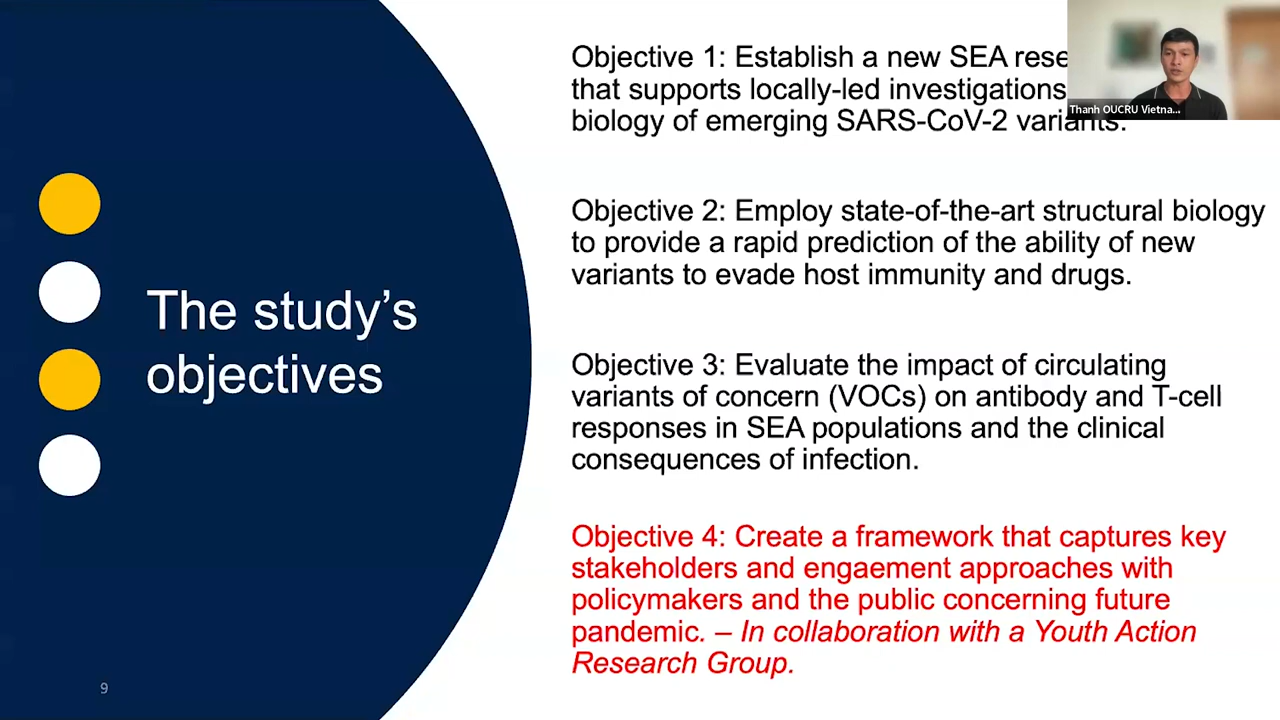 The study's
objectives
Objective 1: Establish a new SEA
that supports locally-led investigations
biology of emerging SARS-CoV-2 variants.
Objective 2: Employ state-of-the-art structural biology
to provide a rapid prediction of the ability of new
variants to evade host immunity and drugs.
Objective 3: Evaluate the impact of circulating
variants of concern (VOCs) on antibody and T-cell
responses in SEA populations and the clinical
consequences of infection.
Objective 4: Create a framework that captures key
stakeholders and engaement approaches with
policymakers and the public concerning future
pandemic. – In collaboration with a Youth Action
Research Group.
Thanh OUCRU Vietna...
9